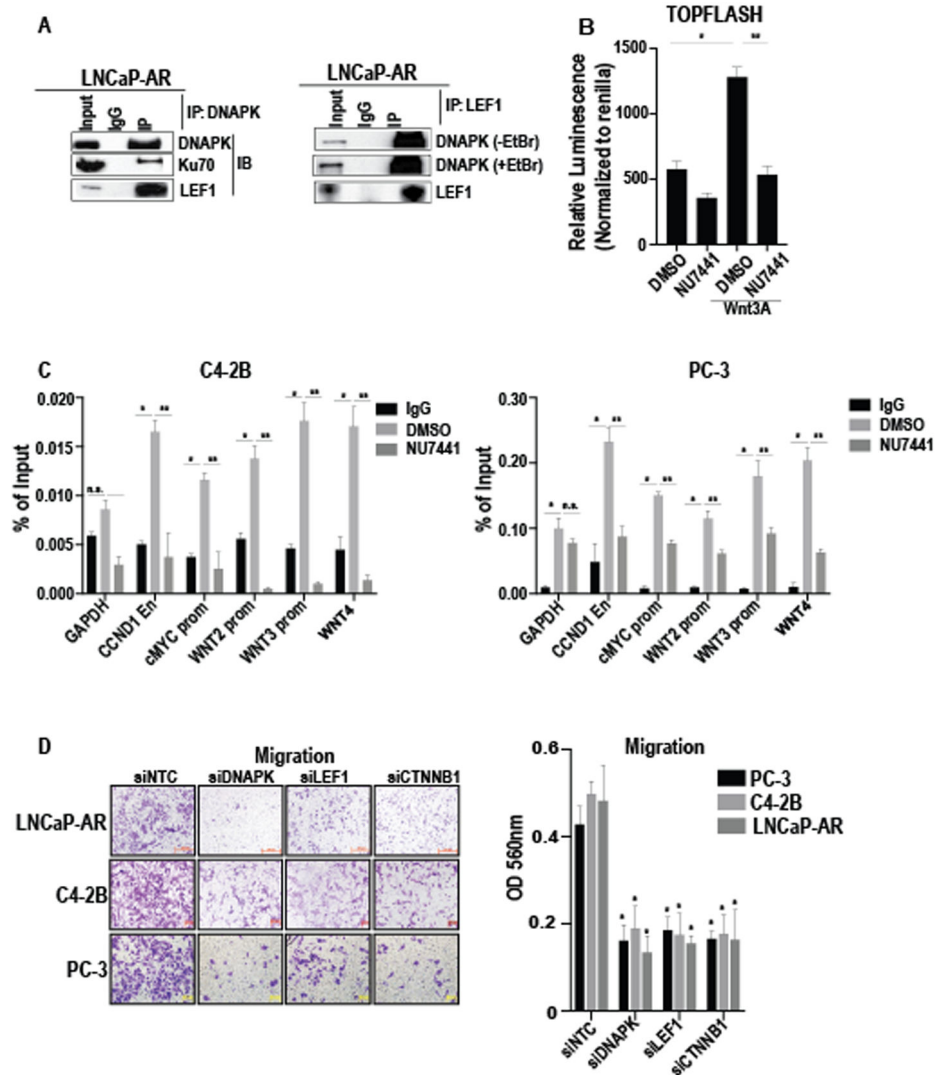 A
LNCaP-AR
Input
IgG
IP
IP: DNAPK
DNAPK
Ku70
LEF1
IB
LNCaP-AR
Input
IgG
IP
IP: LEF1
DNAPK (-EtBr)
DNAPK (+EtBr)
LEF1
B
TOPFLASH
Relative Luminescence
(Normalized to renilla)
1500
1000
500
0
DMSO
NU7441
DMSO
NU7441
Wnt3A
C
C4-2B
% of Input
0.020
0.015
0.010
0.005
0.000
n.s.
IgG
DMSO
NU7441
GAPDH
CCND1 En
cMYC prom
WNT2 prom
WNT3 prom
WNT4
PC-3
% of Input
0.30
0.20
0.10
0.00
n.s.
IgG
DMSO
NU7441
GAPDH
CCND1 En
cMYC prom
WNT2 prom
WNT3 prom
WNT4
D
Migration
siNTC siDNAPK siLEF1 siCTNNB1
LNCaP-AR
C4-2B
PC-3
Migration
OD 560nm
0.6
0.4
0.2
0
PC-3
C4-2B
LNCaP-AR
siNTC
siDNAPK
siLEF1
siCTNNB1